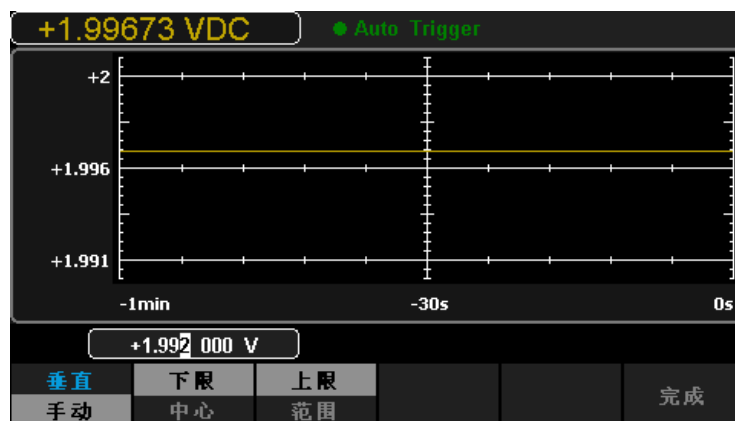 +1.99673 VDC
Auto Trigger
+2
+1.996
+1.991
-1min -30s 0s
+1.992 000 V
垂直 下限 上限
手动 中心 范围 完成